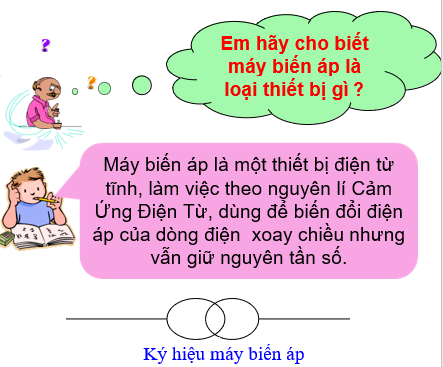 ?
?
Em hãy cho biết
máy biến áp là
loại thiết bị gì ?
Máy biến áp là một thiết bị điện từ
tĩnh, làm việc theo nguyên lí Cảm
Ứng Điện Từ, dùng để biến đổi điện
áp của dòng điện xoay chiều nhưng
vẫn giữ nguyên tần số.
Ký hiệu máy biến áp